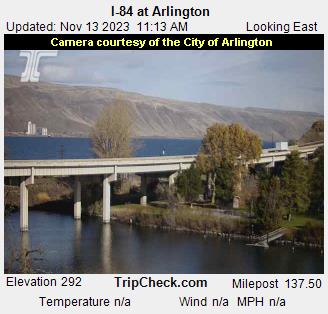 I-84 at Arlington
Updated: Nov 13 2023 11:13 AM Looking East
Camera courtesy of the City of Arlington
Elevation 292 TripCheck.com Milepost 137.50
Temperature n/a Wind n/a MPH n/a